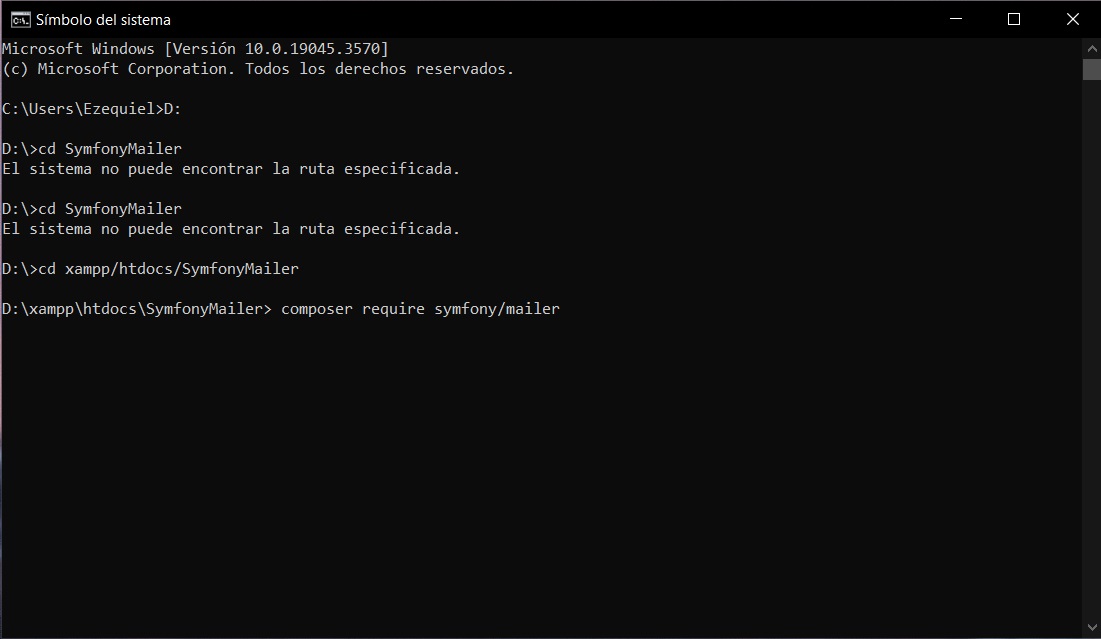 Símbolo del sistema
Microsoft Windows [Versión 10.0.19045.3570]
(c) Microsoft Corporation. Todos los derechos reservados.
C:\Users\Ezequiel>D:
D:\>cd SymfonyMailer
El sistema no puede encontrar la ruta especificada.
D:\>cd SymfonyMailer
El sistema no puede encontrar la ruta especificada.
D:\>cd xampp/htdocs/SymfonyMailer
D:\xampp\htdocs\SymfonyMailer> composer require symfony/mailer